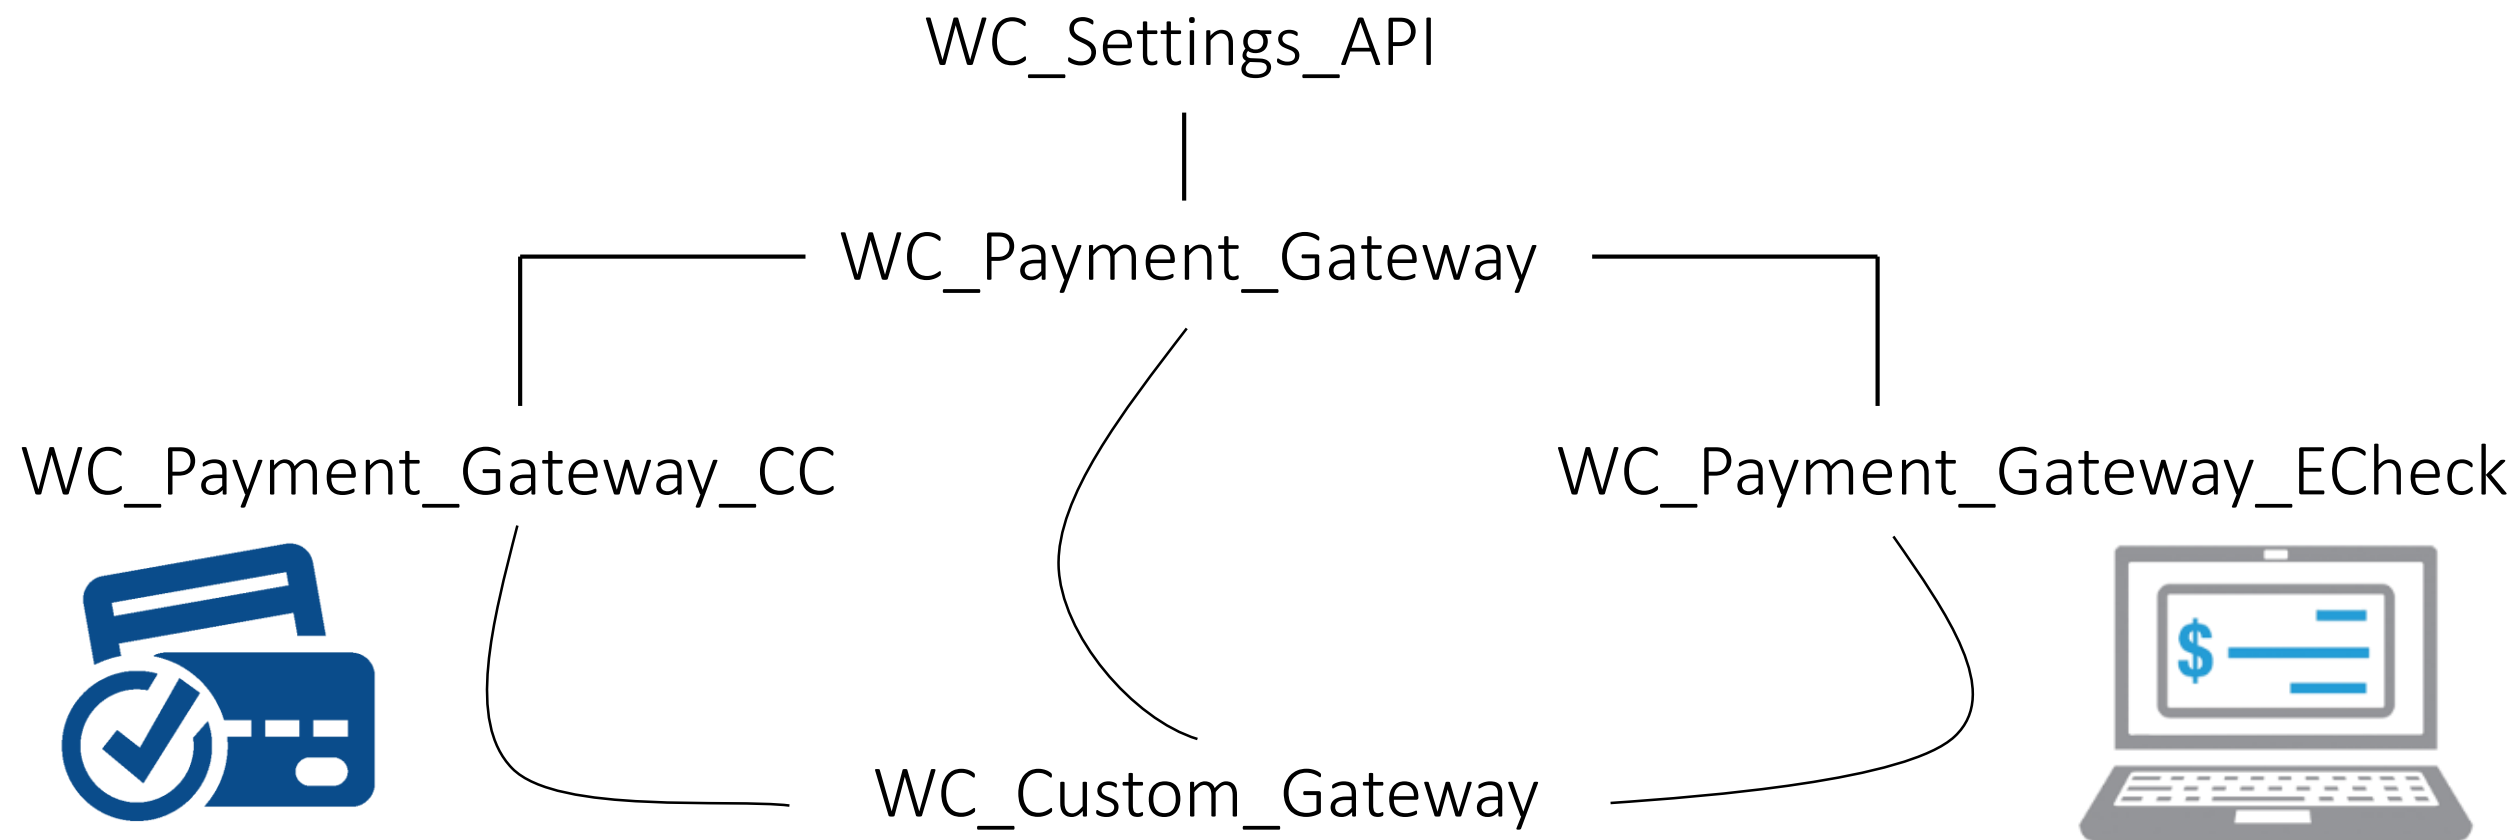 WC_Settings_API
WC_Payment_Gateway
WC_Payment_Gateway_CC
WC_Payment_Gateway_ECheck
$
WC_Custom_Gateway